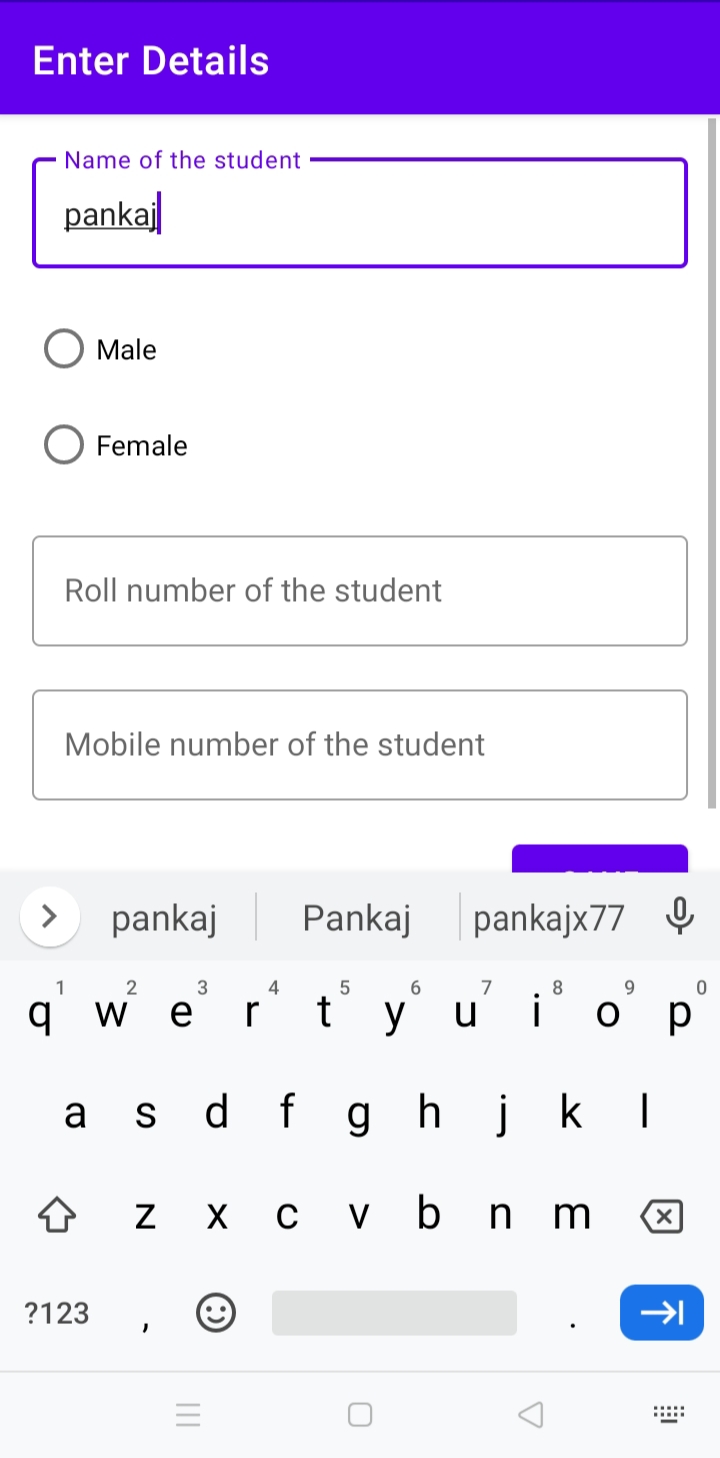 Enter Details
Name of the student
pankaj
Male
Female
Roll number of the student
Mobile number of the student
pankaj Pankaj pankajx77
1 2 3 4 5 6 7 8 9 0
q w e r t y u i o p
a s d f g h j k l
z x c v b n m
?123 , .